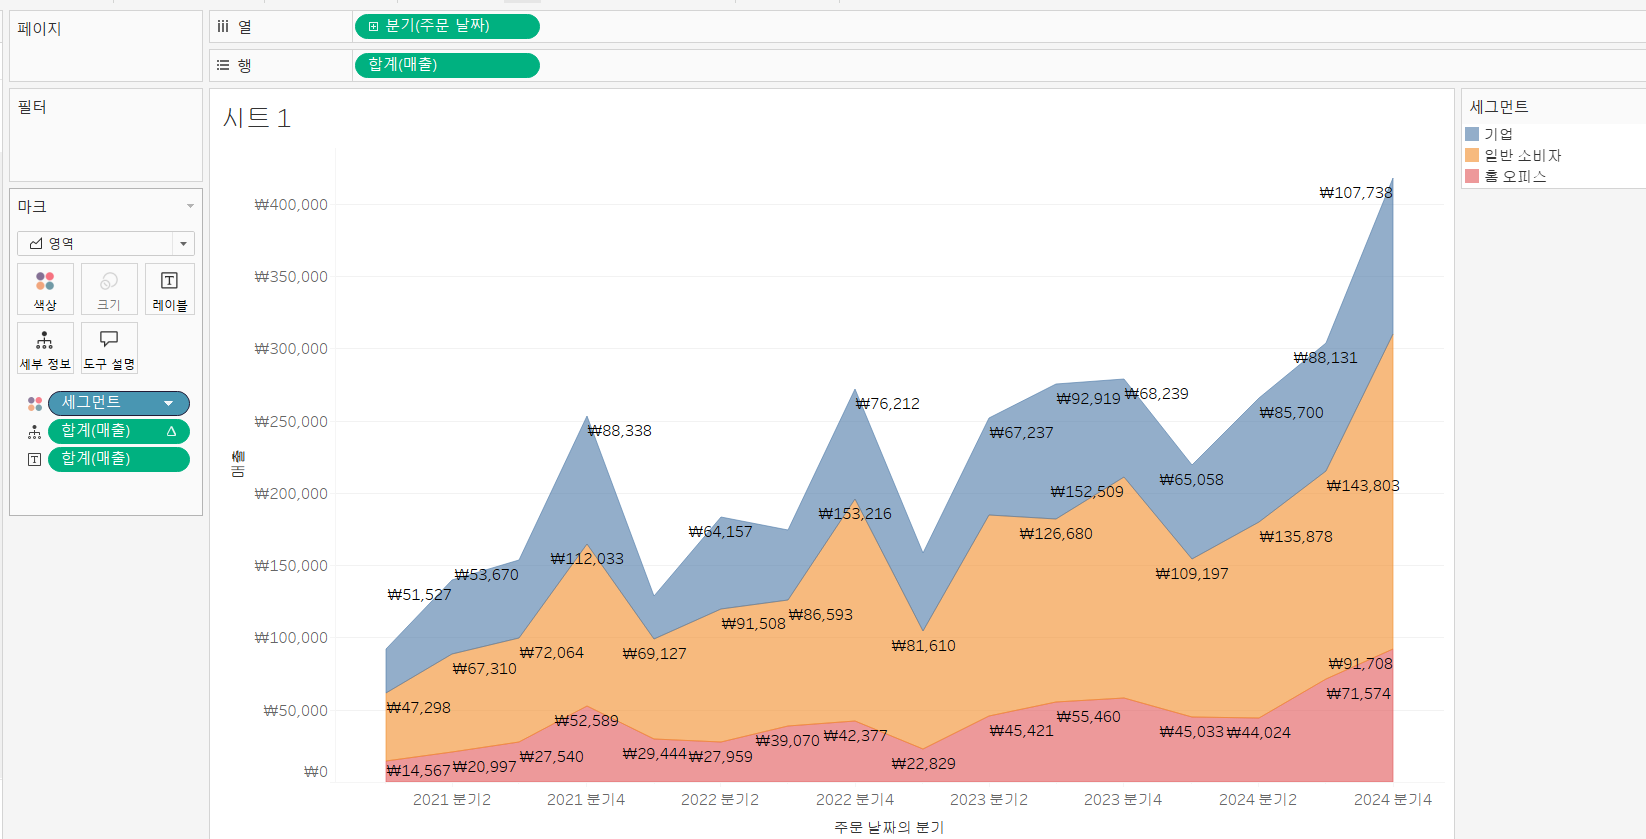 페이지
열
분기(주문 날짜)
행
합계(매출)
필터
마크
영역
색상
크기
레이블
세부 정보
도구 설명
세그먼트
합계(매출)
합계(매출)
시트 1
₩400,000
₩350,000
₩300,000
₩250,000
₩200,000
₩150,000
₩100,000
₩50,000
₩0
매출
₩107,738
₩88,131
₩76,212
₩92,919
₩68,239
₩85,700
₩88,338
₩67,237
₩65,058
₩143,803
₩152,509
₩153,216
₩64,157
₩126,680
₩135,878
₩112,033
₩53,670
₩109,197
₩51,527
₩86,593
₩91,508
₩81,610
₩72,064
₩69,127
₩67,310
₩91,708
₩71,574
₩47,298
₩52,589
₩55,460
₩45,421
₩45,033
₩44,024
₩42,377
₩39,070
₩29,444
₩27,959
₩27,540
₩22,829
₩20,997
₩14,567
2021 분기2
2021 분기4
2022 분기2
2022 분기4
2023 분기2
2023 분기4
2024 분기2
2024 분기4
주문 날짜의 분기
세그먼트
기업
일반 소비자
홈 오피스